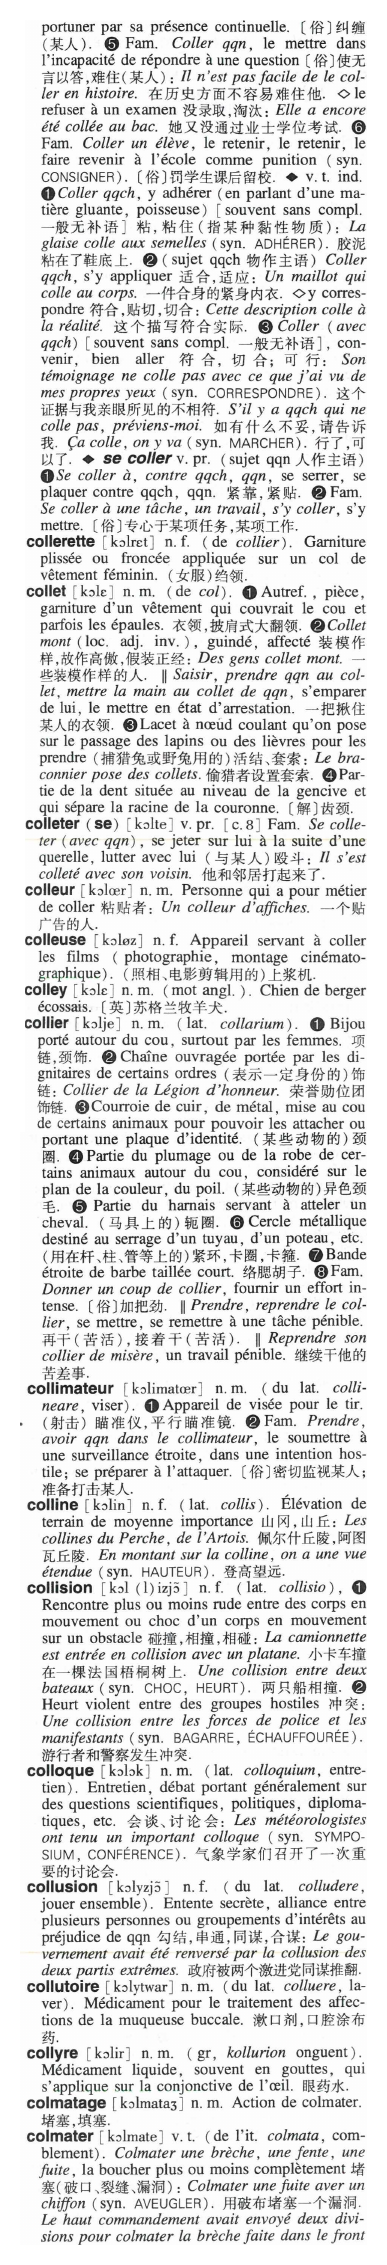 portuner par sa présence continuelle. [俗]纠缠
(某人). ❺ Fam. Coller qqn, le mettre dans
l'incapacité de répondre à une question [俗]使无
言以答,难住(某人): Il n'est pas facile de le col-
ler en histoire. 在历史方面不容易难住他. ◇ le
refuser à un examen 没录取,淘汰: Elle a encore
été collée au bac. 她又没通过业士学位考试. ❻
Fam. Coller un élève, le retenir, le retenir, le
faire revenir à l'école comme punition (syn.
CONSIGNER). [俗]罚学生课后留校. ◆ v. t. ind.
❶ Coller qqch, y adhérer (en parlant d'une ma-
tière gluante, poisseuse) [souvent sans compl.
一般无补语] 粘,粘住(指某种黏性物质): La
glaise colle aux semelles (syn. ADHÉRER). 胶泥
粘在了鞋底上. ❷ (sujet qqch 物作主语) Coller
qqch, s'y appliquer 适合,适应: Un maillot qui
colle au corps. 一件合身的紧身内衣. ◇y corres-
pondre 符合,贴切,切合: Cette description colle à
la réalité. 这个描写符合实际. ❸ Coller (avec
qqch) [souvent sans compl. 一般无补语], con-
venir, bien aller 符合,切合; 可行: Son
témoignage ne colle pas avec ce que j'ai vu de
mes propres yeux (syn. CORRESPONDRE). 这个
证据与我亲眼所见的不相符. S'il y a qqch qui ne
colle pas, préviens-moi. 如有什么不妥,请告诉
我. Ça colle, on y va (syn. MARCHER). 行了,可
以了. ◆ se coller v. pr. (sujet qqn 人作主语)
❶ Se coller à, contre qqch, qqn, se serrer, se
plaquer contre qqch, qqn. 紧靠,紧贴. ❷ Fam.
Se coller à une tâche, un travail, s'y coller, s'y
mettre. [俗]专心于某项任务,某项工作.
collerette [kɔlret] n. f. (de collier). Garniture
plissée ou froncée appliquée sur un col de
vêtement féminin. (女服)绉领.
collet [kɔlɛ] n. m. (de col). ❶ Autref., pièce,
garniture d'un vêtement qui couvrait le cou et
parfois les épaules. 衣领,披肩式大翻领. ❷ Collet
mont (loc. adj. inv.), guindé, affecté 装模作
样,故作高傲,假装正经: Des gens collet mont. 一
些装模作样的人. ‖ Saisir, prendre qqn au col-
let, mettre la main au collet de qqn, s'emparer
de lui, le mettre en état d'arrestation. 一把揪住
某人的衣领. ❸ Lacet à nœud coulant qu'on pose
sur le passage des lapins ou des lièvres pour les
prendre (捕猎兔或野兔用的)活结、套索: Le bra-
connier pose des collets. 偷猎者设置套索. ❹ Par-
tie de la dent située au niveau de la gencive et
qui sépare la racine de la couronne. [解]齿颈.
colleter (se) [kɔlte] v. pr. [c. 8] Fam. Se colle-
ter (avec qqn), se jeter sur lui à la suite d'une
querelle, lutter avec lui (与某人)殴斗: Il s'est
colleté avec son voisin. 他和邻居打起来了.
colleur [kɔlœr] n. m. Personne qui a pour métier
de coller 粘贴者: Un colleur d'affiches. 一个贴
广告的人.
colleuse [kɔløz] n. f. Appareil servant à coller
les films (photographie, montage cinémato-
graphique). (照相、电影剪辑用的)上浆机.
colley [kɔlɛ] n. m. (mot angl.). Chien de berger
écossais. [英]苏格兰牧羊犬.
collier [kɔlje] n. m. (lat. collarium). ❶ Bijou
porté autour du cou, surtout par les femmes. 项
链,颈饰. ❷ Chaîne ouvragée portée par les di-
gnitaires de certains ordres (表示一定身份的)饰
链: Collier de la Légion d'honneur. 荣誉勋位团
饰链. ❸ Courroie de cuir, de métal, mise au cou
de certains animaux pour pouvoir les attacher ou
portant une plaque d'identité. (某些动物的)颈
圈. ❹ Partie du plumage ou de la robe de cer-
tains animaux autour du cou, considéré sur le
plan de la couleur, du poil. (某些动物的)异色颈
毛. ❺ Partie du harnais servant à atteler un
cheval. (马具上的)轭圈. ❻ Cercle métallique
destiné au serrage d'un tuyau, d'un poteau, etc.
(用在杆、柱、管等上的)紧环,卡圈,卡箍. ❼ Bande
étroite de barbe taillée court. 络腮胡子. ❽ Fam.
Donner un coup de collier, fournir un effort in-
tense. [俗]加把劲. ‖ Prendre, reprendre le col-
lier, se mettre, se remettre à une tâche pénible.
再干(苦活),接着干(苦活). ‖ Reprendre son
collier de misère, un travail pénible. 继续干他的
苦差事.
collimateur [kɔlimatœr] n. m. (du lat. colli-
neare, viser). ❶ Appareil de visée pour le tir.
(射击) 瞄准仪,平行瞄准镜. ❷ Fam. Prendre,
avoir qqn dans le collimateur, le soumettre à
une surveillance étroite, dans une intention hos-
tile; se préparer à l'attaquer. [俗]密切监视某人;
准备打击某人.
colline [kɔlin] n. f. (lat. collis). Élévation de
terrain de moyenne importance 山冈,山丘: Les
collines du Perche, de l'Artois. 佩尔什丘陵,阿图
瓦丘陵. En montant sur la colline, on a une vue
étendue (syn. HAUTEUR). 登高望远.
collision [kɔl(l)izjɔ̃] n. f. (lat. collisio), ❶
Rencontre plus ou moins rude entre des corps en
mouvement ou choc d'un corps en mouvement
sur un obstacle 碰撞,相撞,相碰: La camionnette
est entrée en collision avec un platane. 小卡车撞
在一棵法国梧桐树上. Une collision entre deux
bateaux (syn. CHOC, HEURT). 两只船相撞. ❷
Heurt violent entre des groupes hostiles 冲突:
Une collision entre les forces de police et les
manifestants (syn. BAGARRE, ÉCHAUFFOURÉE).
游行者和警察发生冲突.
colloque [kɔlɔk] n. m. (lat. colloquium, entre-
tien). Entretien, débat portant généralement sur
des questions scientifiques, politiques, diploma-
tiques, etc. 会谈、讨论会: Les météorologistes
ont tenu un important colloque (syn. SYMPO-
SIUM, CONFÉRENCE). 气象学家们召开了一次重
要的讨论会.
collusion [kɔlyzjɔ̃] n. f. (du lat. colludere,
jouer ensemble). Entente secrète, alliance entre
plusieurs personnes ou groupements d'intérêts au
préjudice de qqn 勾结,串通,同谋,合谋: Le gou-
vernement avait été renversé par la collusion des
deux partis extrêmes. 政府被两个激进党同谋推翻.
collutoire [kɔlytwar] n. m. (du lat. colluere, la-
ver). Médicament pour le traitement des affec-
tions de la muqueuse buccale. 漱口剂,口腔涂布
药.
collyre [kɔlir] n. m. (gr, kollurion onguent).
Médicament liquide, souvent en gouttes, qui
s'applique sur la conjonctive de l'œil. 眼药水.
colmatage [kɔlmataʒ] n. m. Action de colmater.
堵塞,填塞.
colmater [kɔlmate] v. t. (de l'it. colmata, com-
blement). Colmater une brèche, une fente, une
fuite, la boucher plus ou moins complètement 堵
塞(破口、裂缝、漏洞): Colmater une fuite aver un
chiffon (syn. AVEUGLER). 用破布堵塞一个漏洞.
Le haut commandement avait envoyé deux divi-
sions pour colmater la brèche faite dans le front